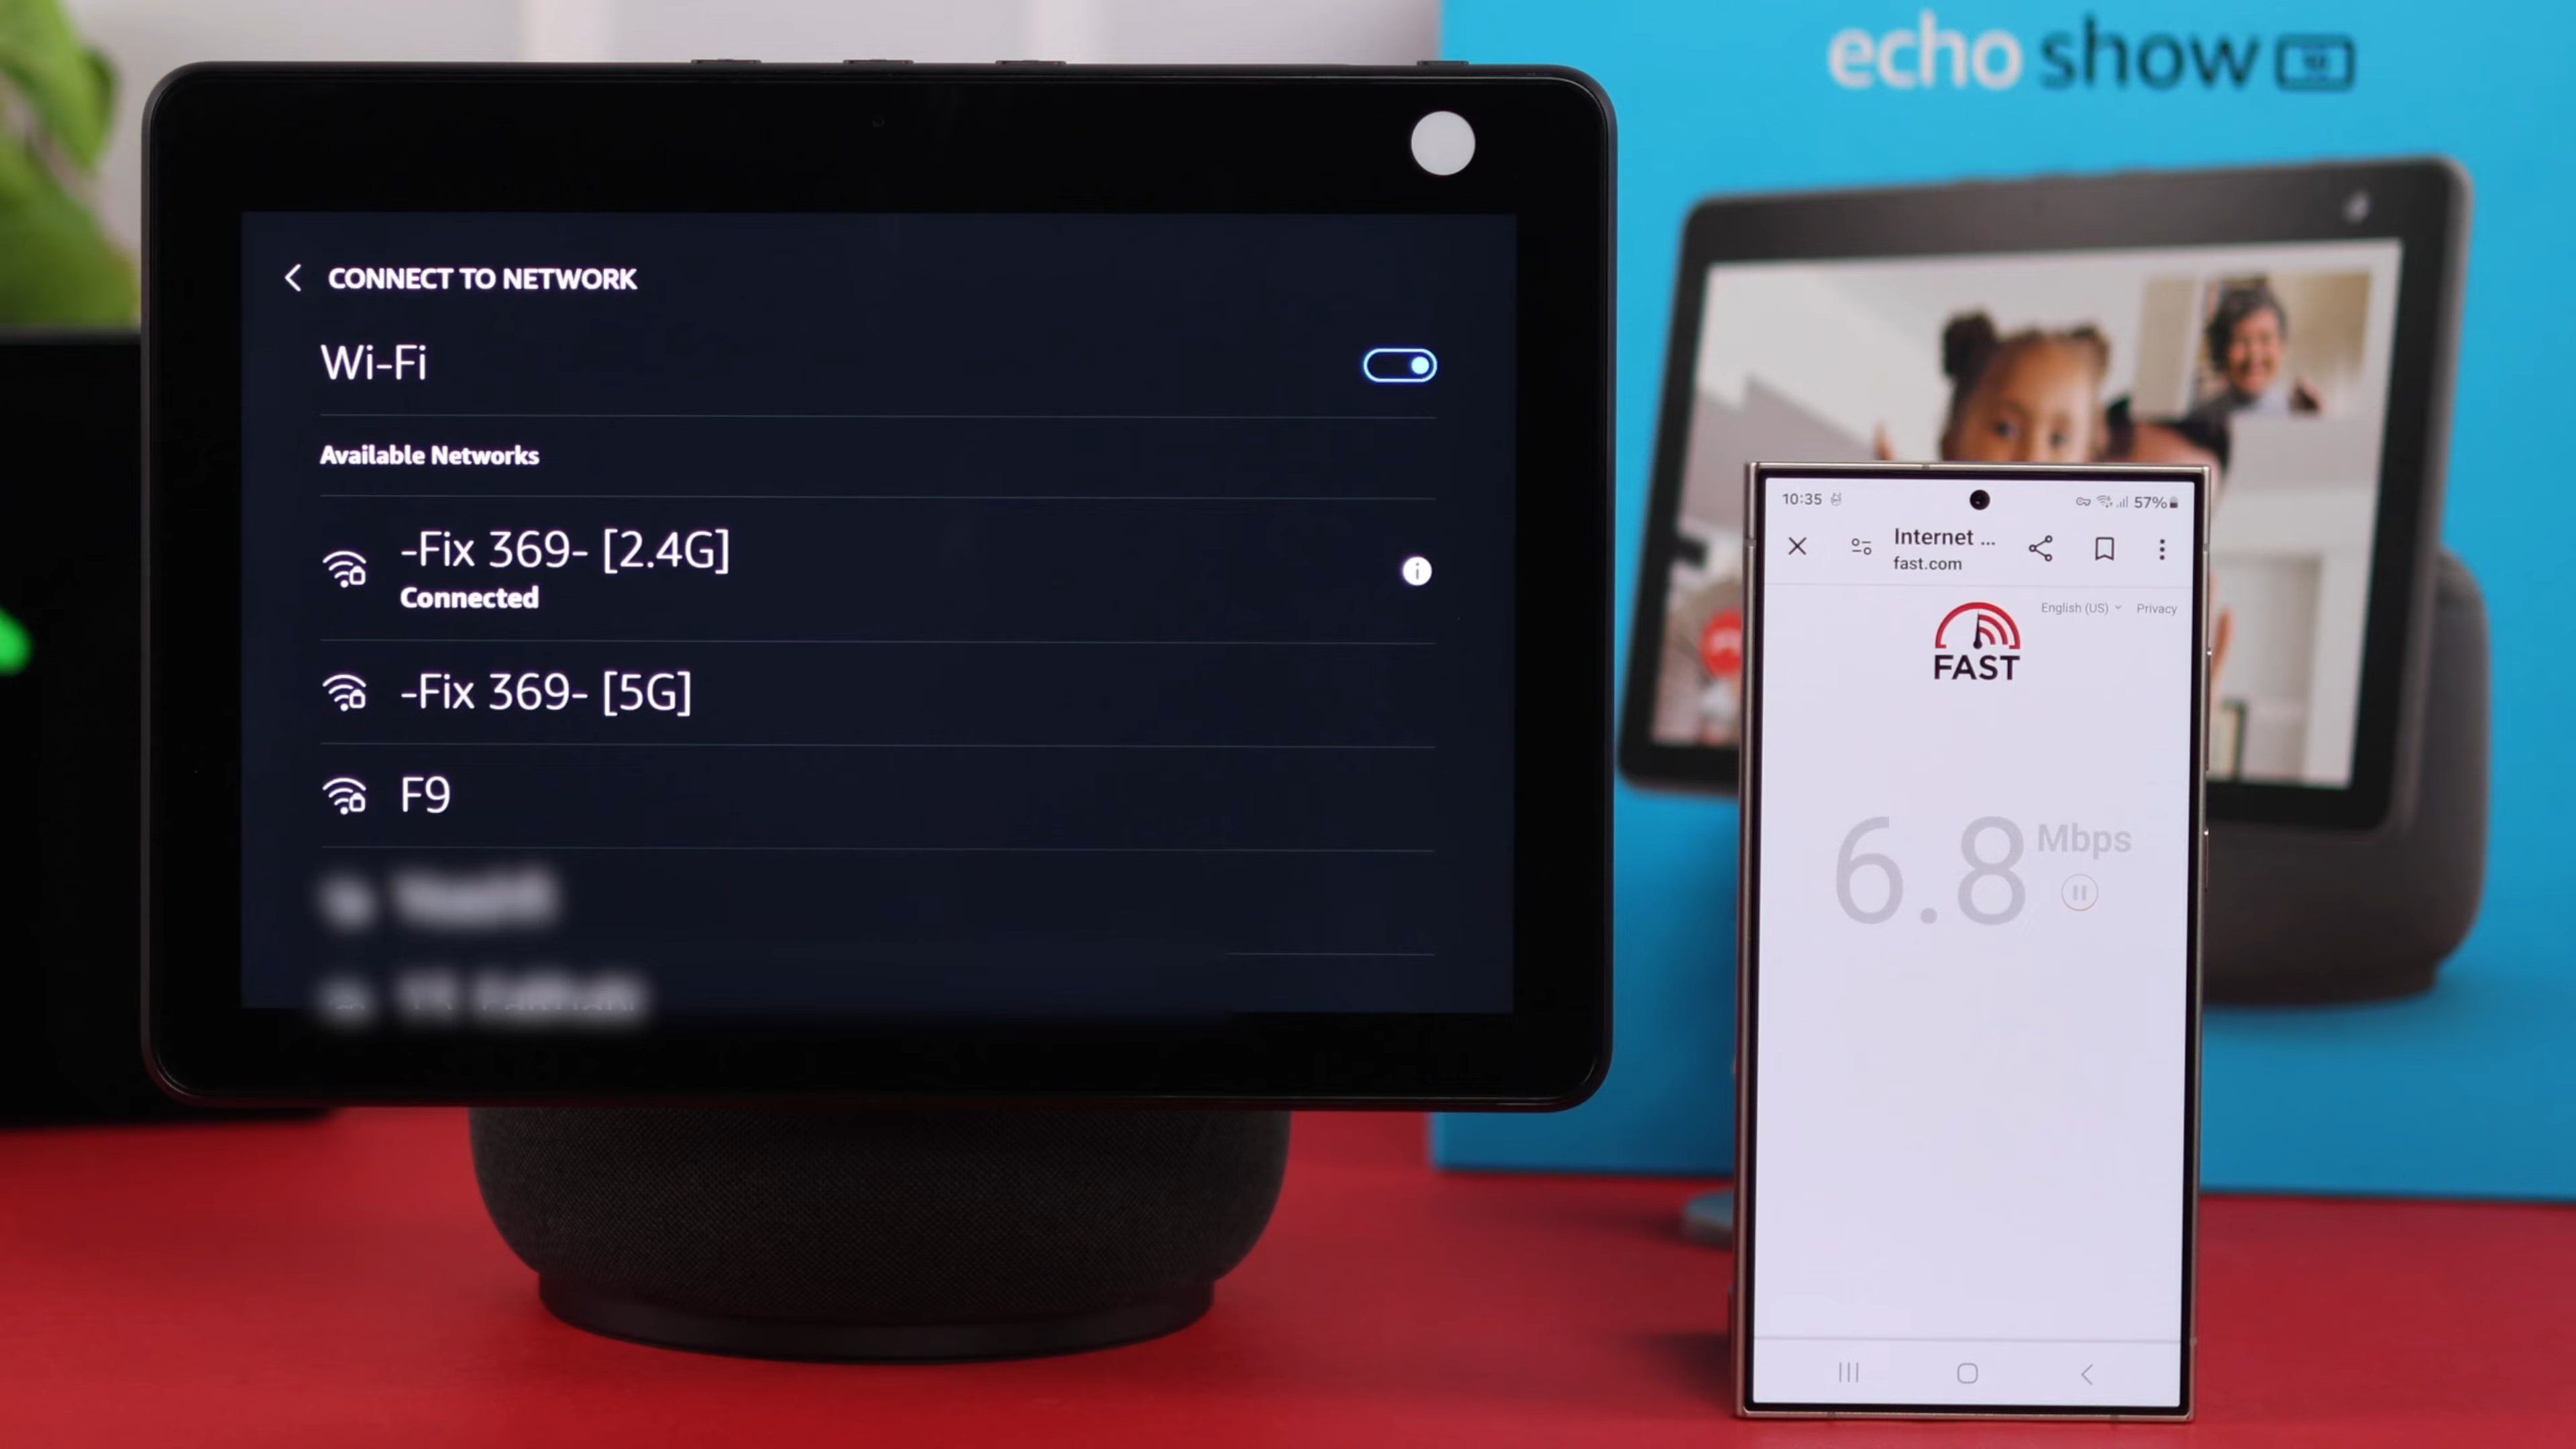 echo show 10
CONNECT TO NETWORK
Wi-Fi
Available Networks
-Fix 369- [2.4G]
Connected
-Fix 369- [5G]
F9
10:35
57%
Internet ...
fast.com
English (US)
Privacy
FAST
6.8 Mbps